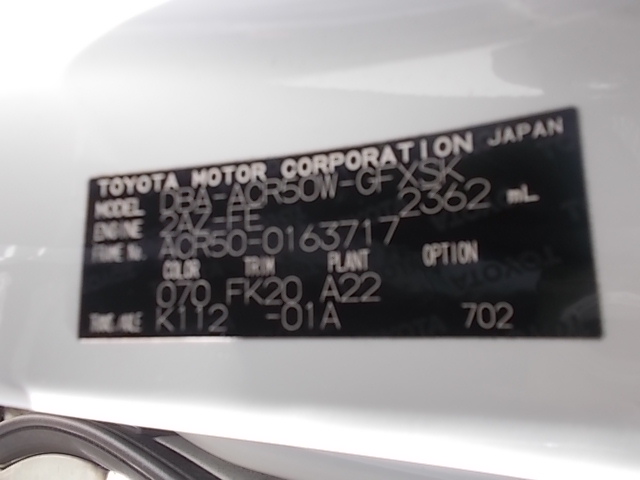 TOYOTA MOTOR CORPORATION JAPAN
MODEL DBA-ACR50W-GFXSK
ENGINE 2AZ-FE 2362 mL
FRAME No. ACR50-0163717
COLOR TRIM PLANT OPTION
070 FK20 A22
TRANS./AXLE K112 -01A 702